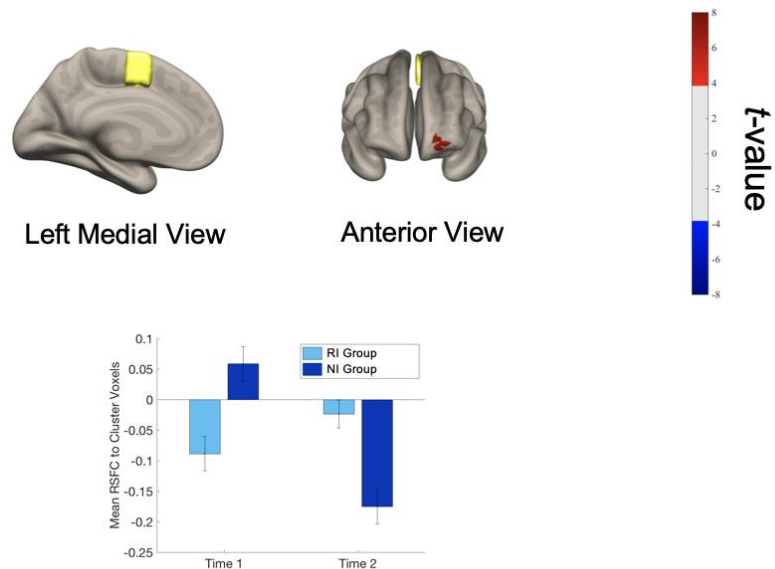 Left Medial View
Anterior View
8
6
4
2
0
-2
-4
-6
-8
t-value
0.1
0.05
0
-0.05
-0.1
-0.15
-0.2
-0.25
Mean RSFC to Cluster Voxels
RI Group
NI Group
Time 1
Time 2